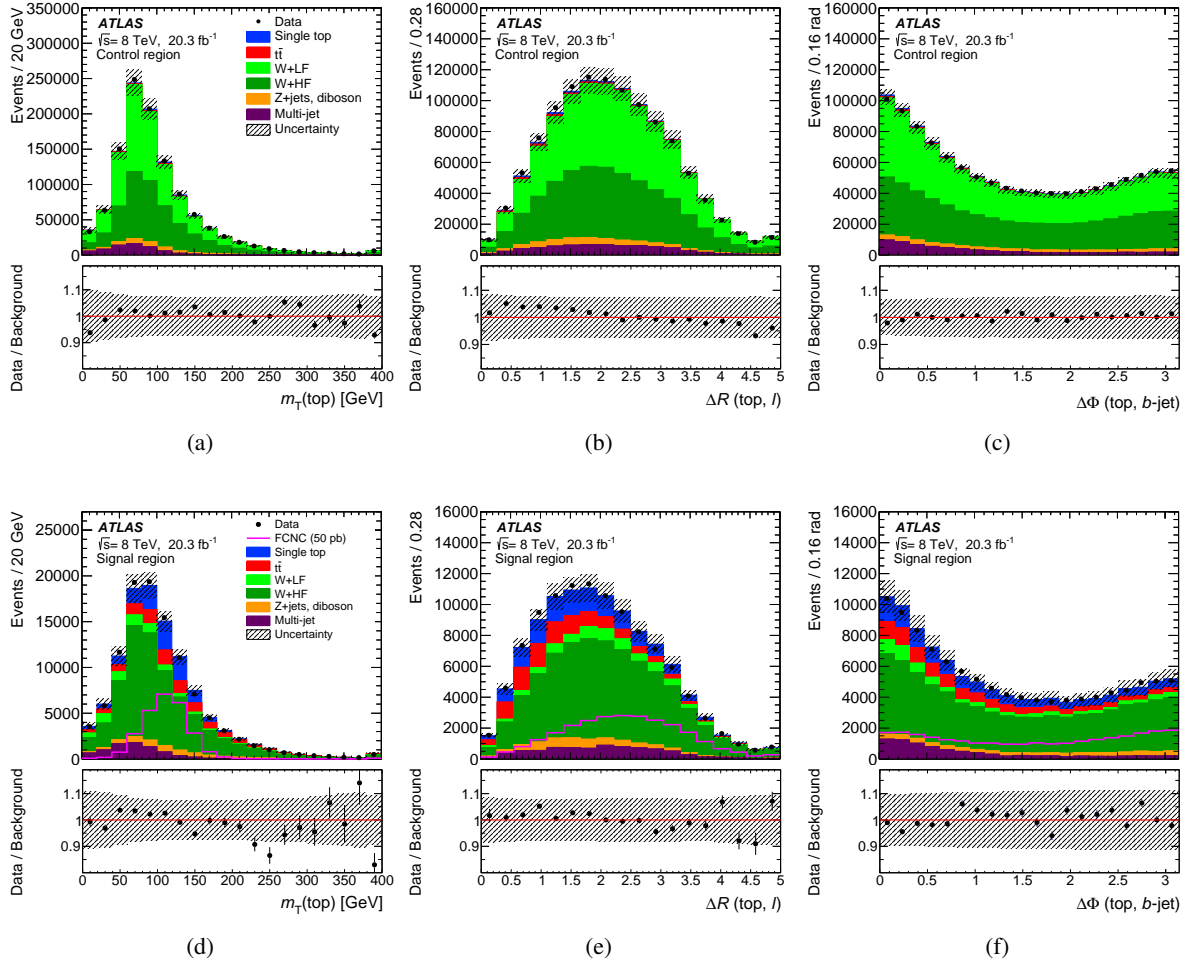 Events / 20 GeV
350000
300000
250000
200000
150000
100000
50000
0
ATLAS
√s= 8 TeV, 20.3 fb⁻¹
Control region
Data
Single top
tt̄
W+LF
W+HF
Z+jets, diboson
Multi-jet
Uncertainty
Data / Background
1.1
1
0.9
0 50 100 150 200 250 300 350 400
m_T(top) [GeV]
(a)
Events / 0.28
160000
140000
120000
100000
80000
60000
40000
20000
0
ATLAS
√s= 8 TeV, 20.3 fb⁻¹
Control region
Data / Background
1.1
1
0.9
0 0.5 1 1.5 2 2.5 3 3.5 4 4.5 5
ΔR (top, l)
(b)
Events / 0.16 rad
160000
140000
120000
100000
80000
60000
40000
20000
0
ATLAS
√s= 8 TeV, 20.3 fb⁻¹
Control region
Data / Background
1.1
1
0.9
0 0.5 1 1.5 2 2.5 3
ΔΦ (top, b-jet)
(c)
Events / 20 GeV
25000
20000
15000
10000
5000
0
ATLAS
√s= 8 TeV, 20.3 fb⁻¹
Signal region
Data
FCNC (50 pb)
Single top
tt̄
W+LF
W+HF
Z+jets, diboson
Multi-jet
Uncertainty
Data / Background
1.1
1
0.9
0 50 100 150 200 250 300 350 400
m_T(top) [GeV]
(d)
Events / 0.28
16000
14000
12000
10000
8000
6000
4000
2000
0
ATLAS
√s= 8 TeV, 20.3 fb⁻¹
Signal region
Data / Background
1.1
1
0.9
0 0.5 1 1.5 2 2.5 3 3.5 4 4.5 5
ΔR (top, l)
(e)
Events / 0.16 rad
16000
14000
12000
10000
8000
6000
4000
2000
0
ATLAS
√s= 8 TeV, 20.3 fb⁻¹
Signal region
Data / Background
1.1
1
0.9
0 0.5 1 1.5 2 2.5 3
ΔΦ (top, b-jet)
(f)